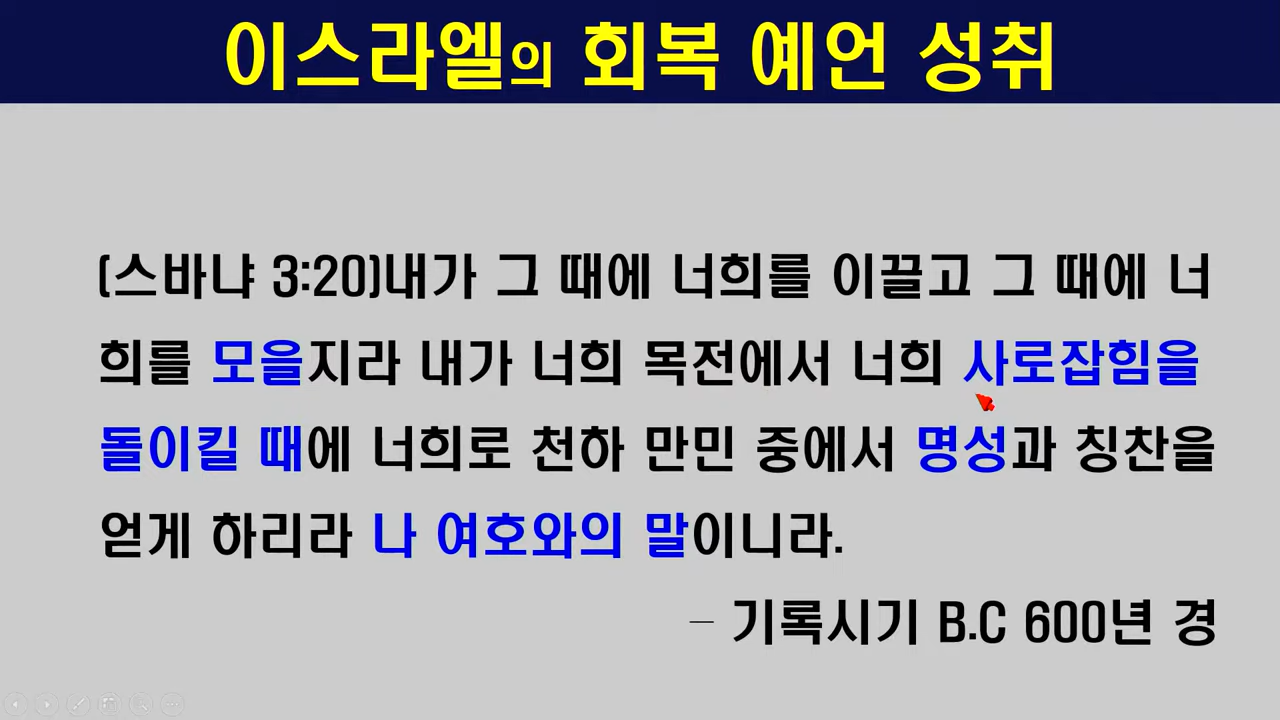 이스라엘의 회복 예언 성취
(스바냐 3:20)내가 그 때에 너희를 이끌고 그 때에 너
희를 모을지라 내가 너희 목전에서 너희 사로잡힘을
돌이킬 때에 너희로 천하 만민 중에서 명성과 칭찬을
얻게 하리라 나 여호와의 말이니라.
– 기록시기 B.C 600년 경